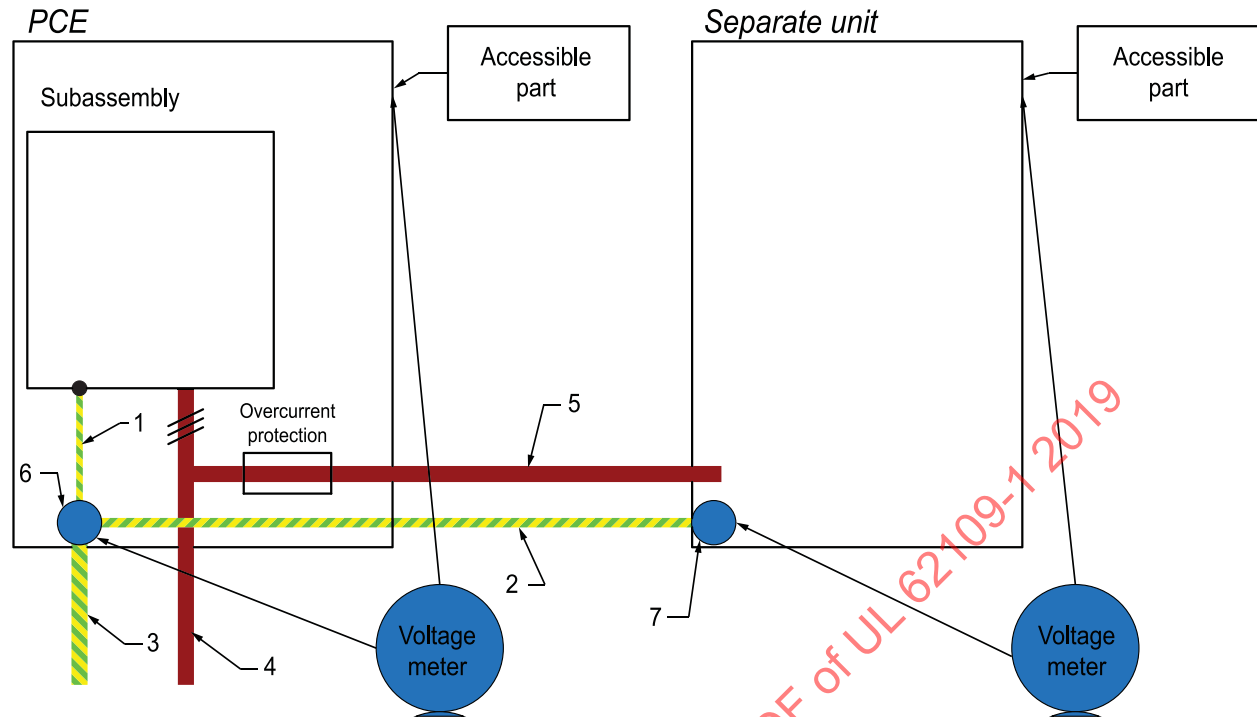 PCE
Separate unit
Accessible
part
Accessible
part
Subassembly
Overcurrent
protection
1
5
6
2
7
3
4
Voltage
meter
Voltage
meter
of UL 62109-1 2019